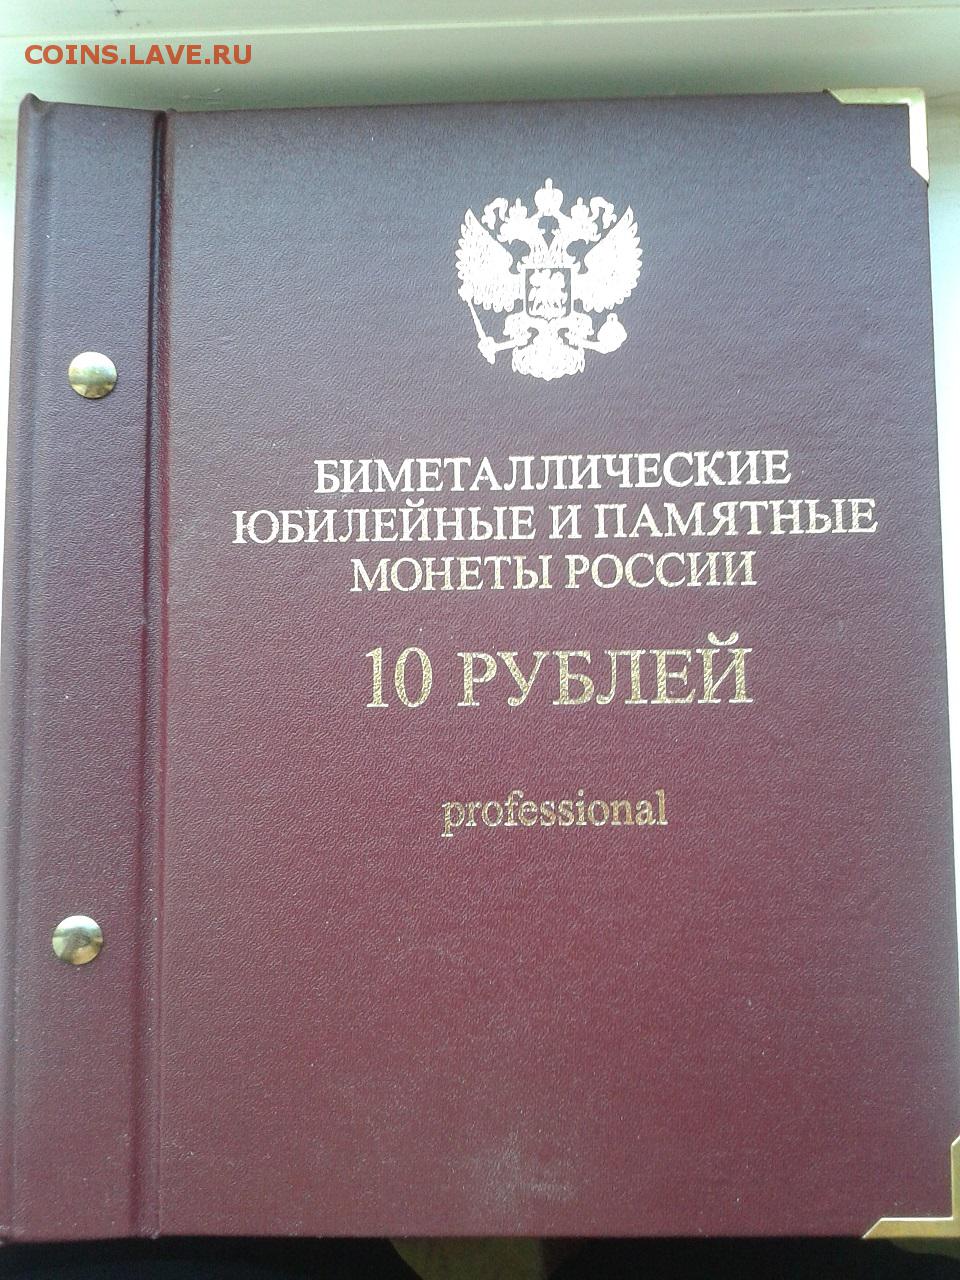 COINS.LAVE.RU
БИМЕТАЛЛИЧЕСКИЕ
ЮБИЛЕЙНЫЕ И ПАМЯТНЫЕ
МОНЕТЫ РОССИИ
10 РУБЛЕЙ
professional